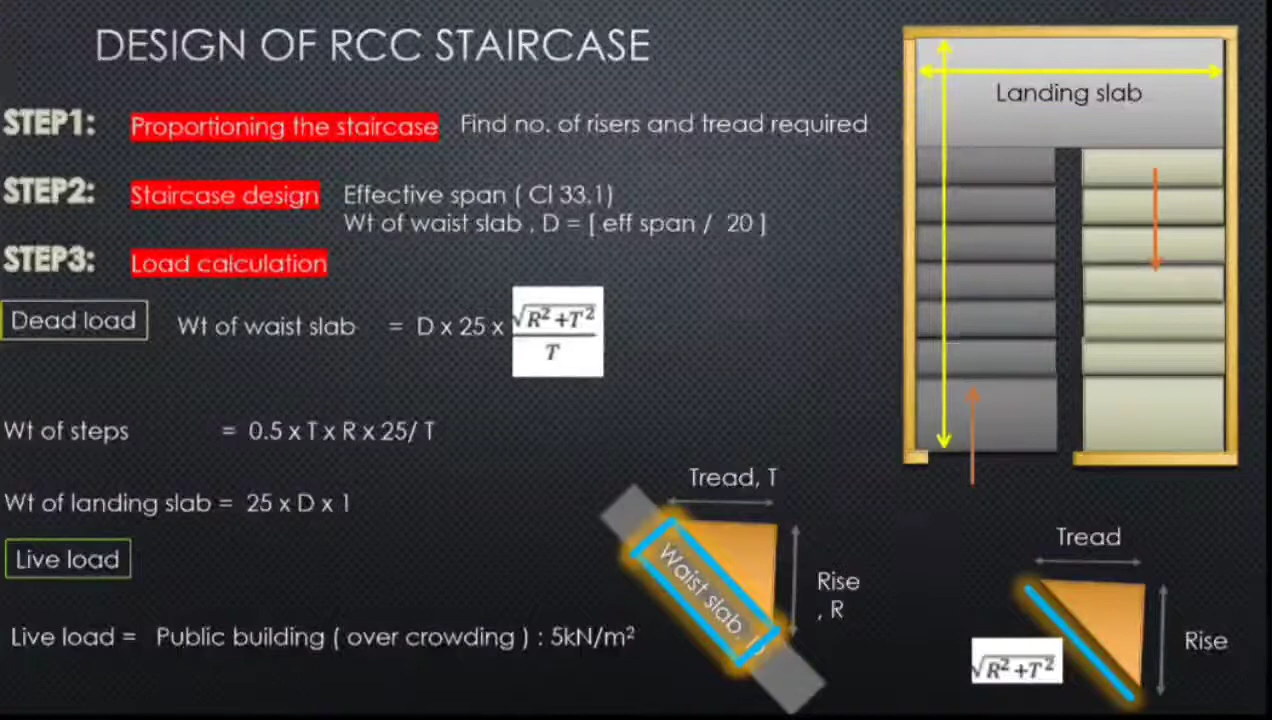 DESIGN OF RCC STAIRCASE
STEP1: Proportioning the staircase Find no. of risers and tread required
STEP2: Staircase design Effective span ( Cl 33.1)
Wt of waist slab , D = [ eff span / 20 ]
STEP3: Load calculation
Dead load Wt of waist slab = D x 25 x √R² +T² / T
Wt of steps = 0.5 x T x R x 25/ T
Wt of landing slab = 25 x D x 1
Live load
Live load = Public building ( over crowding ) : 5kN/m²
Landing slab
Tread, T
Waist slab,
Rise
, R
Tread
Rise
√R² +T²